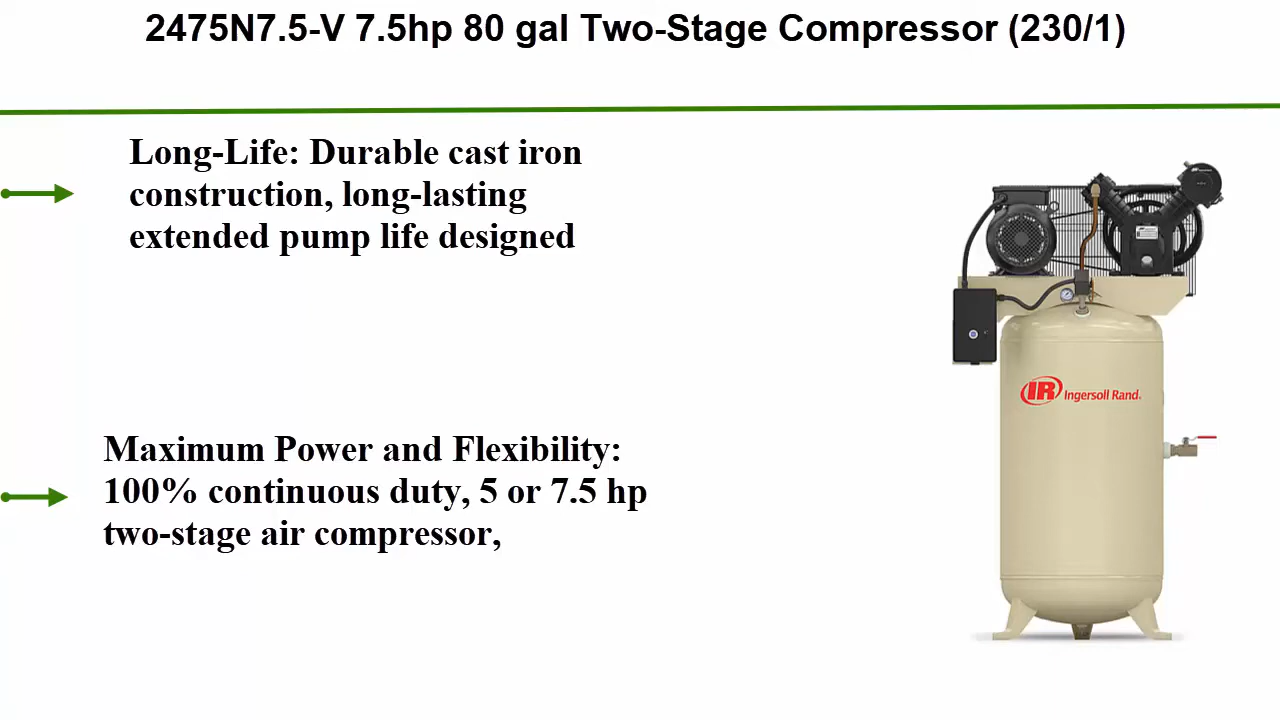 2475N7.5-V 7.5hp 80 gal Two-Stage Compressor (230/1)
Long-Life: Durable cast iron
construction, long-lasting
extended pump life designed
Maximum Power and Flexibility:
100% continuous duty, 5 or 7.5 hp
two-stage air compressor,
IR Ingersoll Rand®